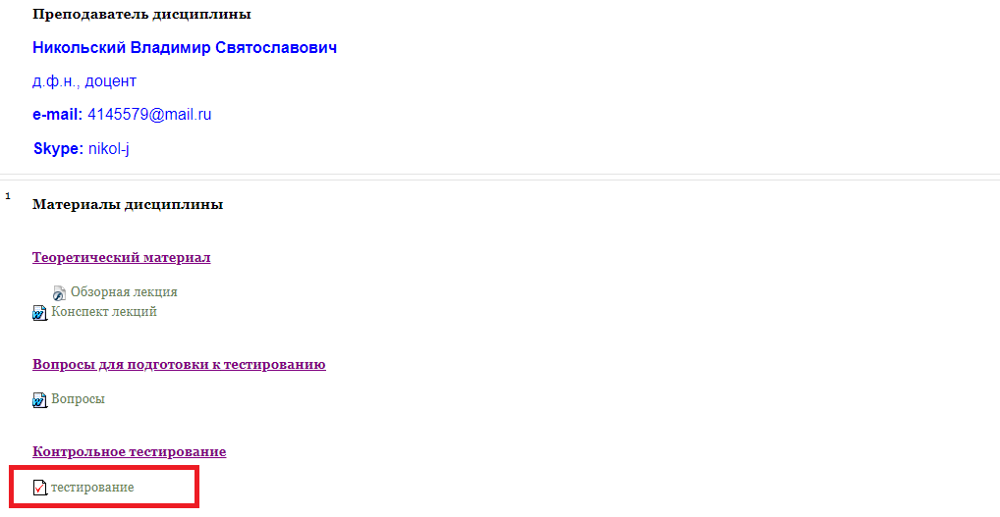 Преподаватель дисциплины
Никольский Владимир Святославович
д.ф.н., доцент
e-mail: 4145579@mail.ru
Skype: nikol-j
1
Материалы дисциплины
Теоретический материал
Обзорная лекция
Конспект лекций
Вопросы для подготовки к тестированию
Вопросы
Контрольное тестирование
тестирование